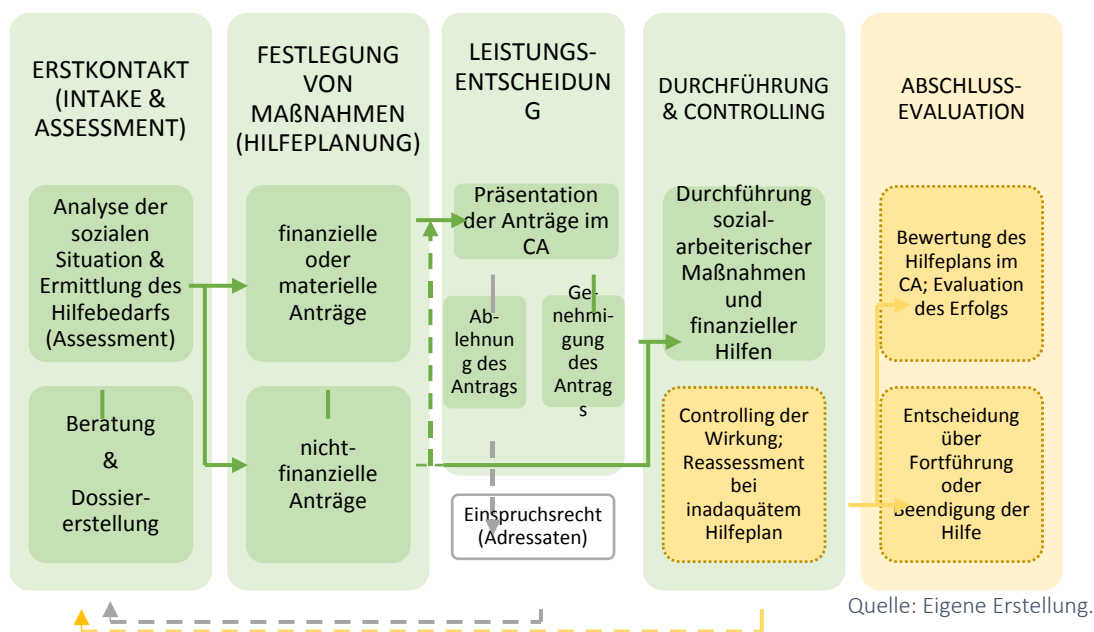 ERSTKONTAKT
(INTAKE &
ASSESSMENT)
Analyse der
sozialen
Situation &
Ermittlung des
Hilfebedarfs
(Assessment)
Beratung
&
Dossier-
erstellung
FESTLEGUNG
VON
MAßNAHMEN
(HILFEPLANUNG)
finanzielle
oder
materielle
Anträge
nicht-
finanzielle
Anträge
LEISTUNGS-
ENTSCHEIDUN
G
Präsentation
der Anträge im
CA
Ab-
lehnun
g des
Antrags
Ge-
nehmi-
gung
des
Antrag
s
Einspruchsrecht
(Adressaten)
DURCHFÜHRUNG
& CONTROLLING
Durchführung
sozial-
arbeiterischer
Maßnahmen
und
finanzieller
Hilfen
Controlling der
Wirkung;
Reassessment
bei
inadaquätem
Hilfeplan
ABSCHLUSS-
EVALUATION
Bewertung des
Hilfeplans im
CA; Evaluation
des Erfolgs
Entscheidung
über
Fortführung
oder
Beendigung der
Hilfe
Quelle: Eigene Erstellung.